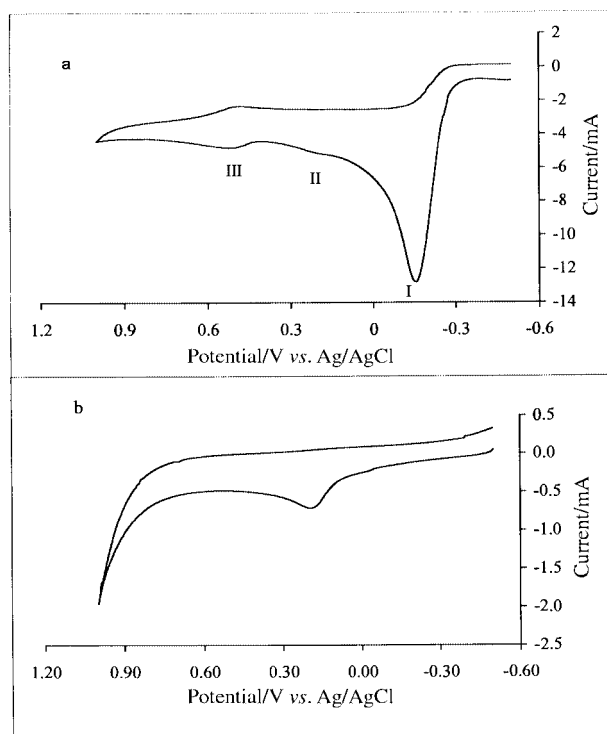 a
2
0
-2
-4
-6
-8
-10
-12
-14
Current/mA
III
II
I
1.2 0.9 0.6 0.3 0 -0.3 -0.6
Potential/V vs. Ag/AgCl
b
0.5
0.0
-0.5
-1.0
-1.5
-2.0
-2.5
Current/mA
1.20 0.90 0.60 0.30 0.00 -0.30 -0.60
Potential/V vs. Ag/AgCl